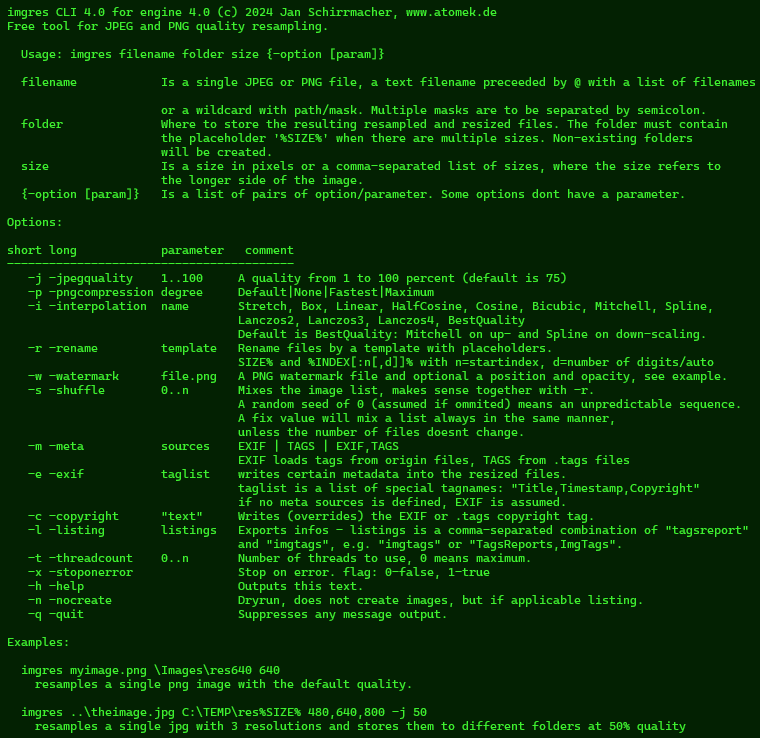 imgres CLI 4.0 for engine 4.0 (c) 2024 Jan Schirrmacher, www.atomek.de
Free tool for JPEG and PNG quality resampling.
Usage: imgres filename folder size {-option [param]}
filename Is a single JPEG or PNG file, a text filename preceeded by @ with a list of filenames
or a wildcard with path/mask. Multiple masks are to be separated by semicolon.
folder Where to store the resulting resampled and resized files. The folder must contain
the placeholder '%SIZE%' when there are multiple sizes. Non-existing folders
will be created.
size Is a size in pixels or a comma-separated list of sizes, where the size refers to
the longer side of the image.
{-option [param]} Is a list of pairs of option/parameter. Some options dont have a parameter.
Options:
short long parameter comment
-----------------------------------------
-j -jpegquality 1..100 A quality from 1 to 100 percent (default is 75)
-p -pngcompression degree Default|None|Fastest|Maximum
-i -interpolation name Stretch, Box, Linear, HalfCosine, Cosine, Bicubic, Mitchell, Spline,
Lanczos2, Lanczos3, Lanczos4, BestQuality
Default is BestQuality: Mitchell on up- and Spline on down-scaling.
-r -rename template Rename files by a template with placeholders.
SIZE% and %INDEX[:n[,d]]% with n=startindex, d=number of digits/auto
-w -watermark file.png A PNG watermark file and optional a position and opacity, see example.
-s -shuffle 0..n Mixes the image list, makes sense together with -r.
A random seed of 0 (assumed if ommited) means an unpredictable sequence.
A fix value will mix a list always in the same manner,
unless the number of files doesnt change.
-m -meta sources EXIF | TAGS | EXIF,TAGS
EXIF loads tags from origin files, TAGS from .tags files
-e -exif taglist writes certain metadata into the resized files.
taglist is a list of special tagnames: "Title,Timestamp,Copyright"
if no meta sources is defined, EXIF is assumed.
-c -copyright "text" Writes (overrides) the EXIF or .tags copyright tag.
-l -listing listings Exports infos - listings is a comma-separated combination of "tagsreport"
and "imgtags", e.g. "imgtags" or "TagsReports,ImgTags".
-t -threadcount 0..n Number of threads to use, 0 means maximum.
-x -stoponerror Stop on error. flag: 0-false, 1-true
-h -help Outputs this text.
-n -nocreate Dryrun, does not create images, but if applicable listing.
-q -quit Suppresses any message output.
Examples:
imgres myimage.png \Images\res640 640
resamples a single png image with the default quality.
imgres ..\theimage.jpg C:\TEMP\res%SIZE% 480,640,800 -j 50
resamples a single jpg with 3 resolutions and stores them to different folders at 50% quality